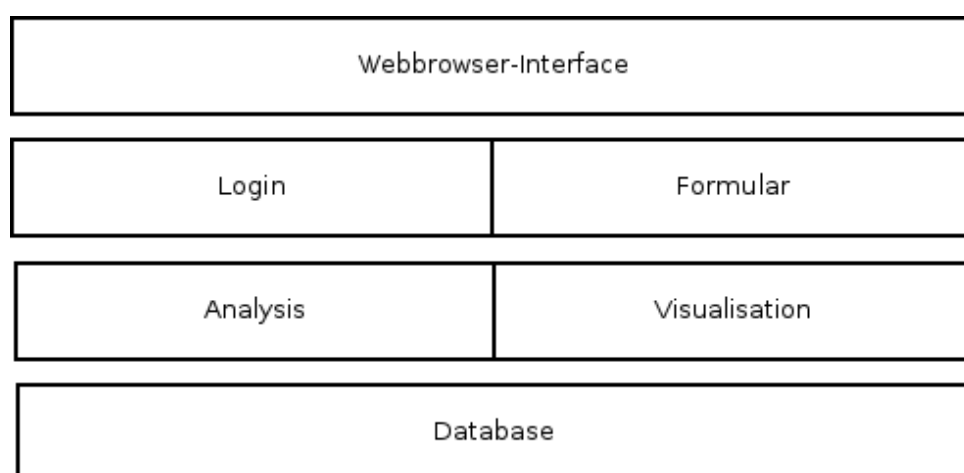 Webbrowser-Interface
Login
Formular
Analysis
Visualisation
Database